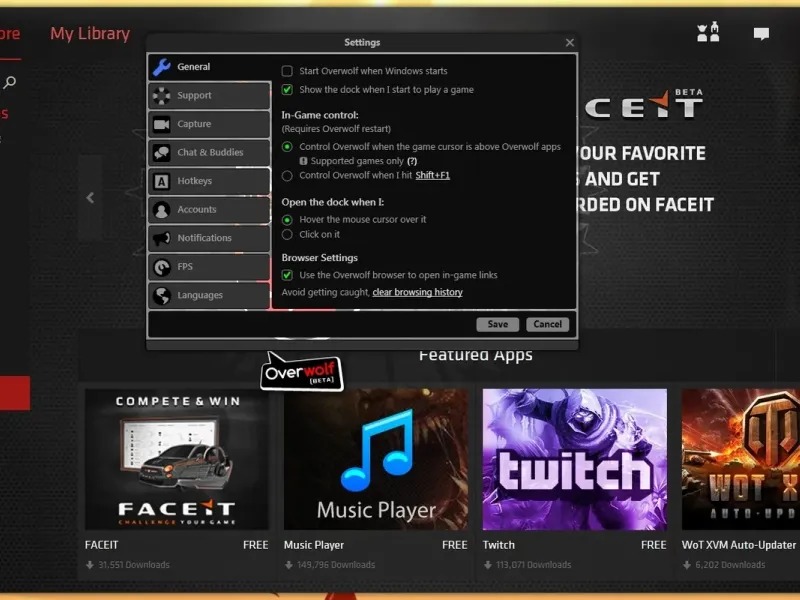 ore
My Library
s
Settings
General
Support
Capture
Chat & Buddies
Hotkeys
Accounts
Notifications
FPS
Languages
Start Overwolf when Windows starts
Show the dock when I start to play a game
In-Game control:
(Requires Overwolf restart)
Control Overwolf when the game cursor is above Overwolf apps
Supported games only (?)
Control Overwolf when I hit Shift+F1
Open the dock when I:
Hover the mouse cursor over it
Click on it
Browser Settings
Use the Overwolf browser to open in-game links
Avoid getting caught, clear browsing history
Save Cancel
BETA
CEIT
OUR FAVORITE
S AND GET
RDED ON FACEIT
Overwolf
[BETA]
Featured Apps
COMPETE & WIN
FACEIT
CHALLENGE YOUR GAME
Music Player
twitch
WOT X
AUTO-UPD
FACEIT FREE
31,551 Downloads
Music Player FREE
149,796 Downloads
Twitch FREE
113,071 Downloads
WoT XVM Auto-Updater
6,202 Downloads